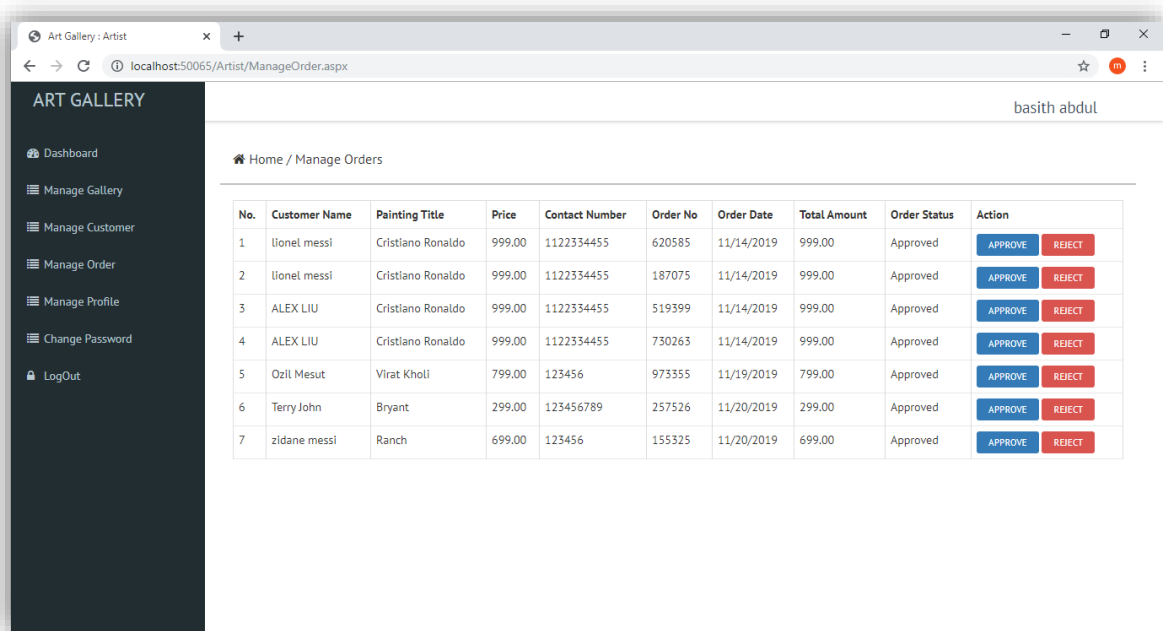 Art Gallery : Artist
localhost:50065/Artist/ManageOrder.aspx
m
ART GALLERY
basith abdul
Dashboard
Manage Gallery
Manage Customer
Manage Order
Manage Profile
Change Password
LogOut
Home / Manage Orders
No. Customer Name Painting Title Price Contact Number Order No Order Date Total Amount Order Status Action
1 lionel messi Cristiano Ronaldo 999.00 1122334455 620585 11/14/2019 999.00 Approved APPROVE REJECT
2 lionel messi Cristiano Ronaldo 999.00 1122334455 187075 11/14/2019 999.00 Approved APPROVE REJECT
3 ALEX LIU Cristiano Ronaldo 999.00 1122334455 519399 11/14/2019 999.00 Approved APPROVE REJECT
4 ALEX LIU Cristiano Ronaldo 999.00 1122334455 730263 11/14/2019 999.00 Approved APPROVE REJECT
5 Ozil Mesut Virat Kholi 799.00 123456 973355 11/19/2019 799.00 Approved APPROVE REJECT
6 Terry John Bryant 299.00 123456789 257526 11/20/2019 299.00 Approved APPROVE REJECT
7 zidane messi Ranch 699.00 123456 155325 11/20/2019 699.00 Approved APPROVE REJECT